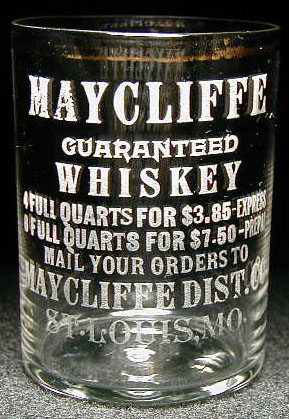 MAYCLIFFE
GUARANTEED
WHISKEY
4 FULL QUARTS FOR $3.85-EXPRESS
8 FULL QUARTS FOR $7.50-PREPAID
MAIL YOUR ORDERS TO
MAYCLIFFE DIST. CO.
ST. LOUIS, MO.